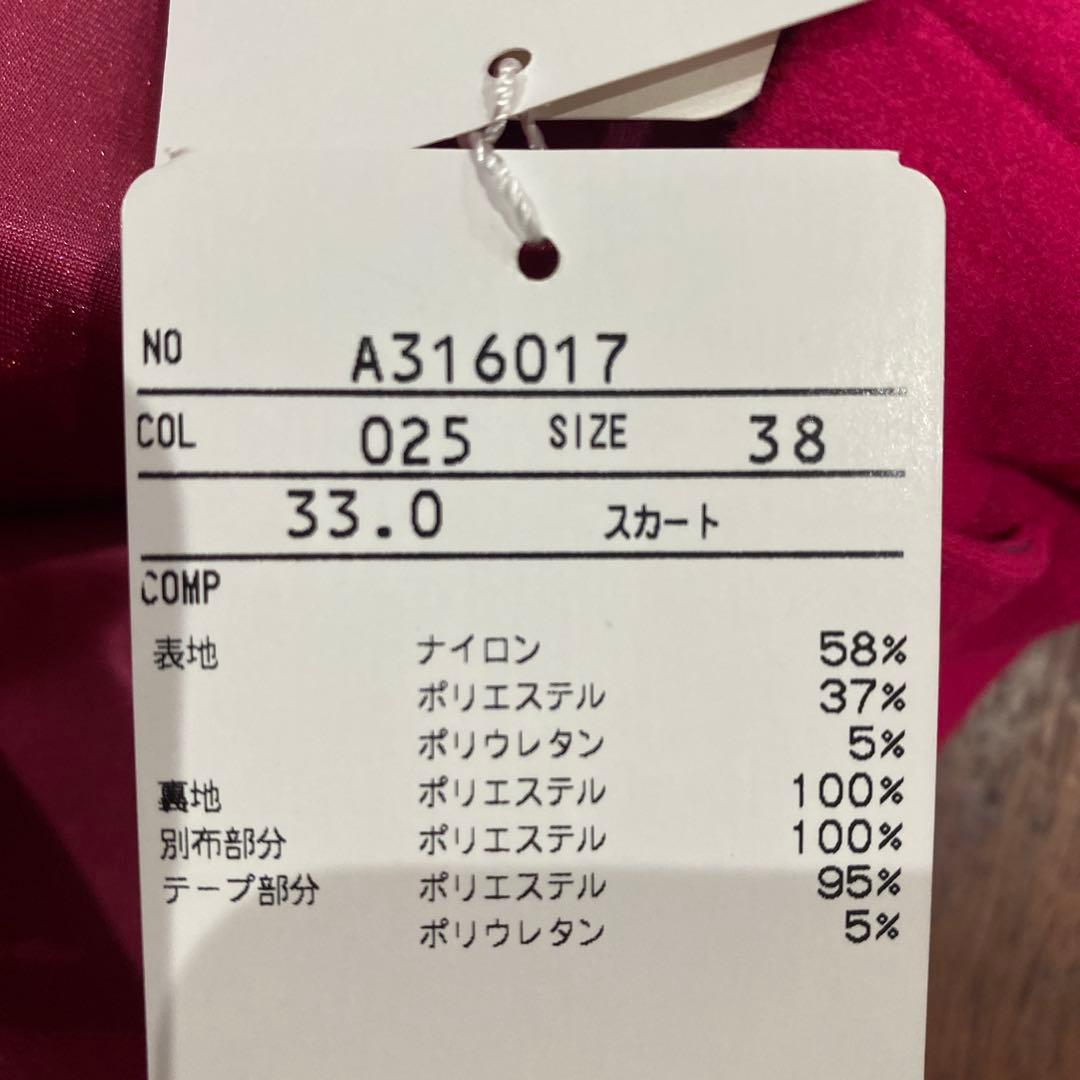 NO A316017
COL 025 SIZE 38
33.0 スカート
COMP
表地 ナイロン 58%
ポリエステル 37%
ポリウレタン 5%
裏地 ポリエステル 100%
別布部分 ポリエステル 100%
テープ部分 ポリエステル 95%
ポリウレタン 5%